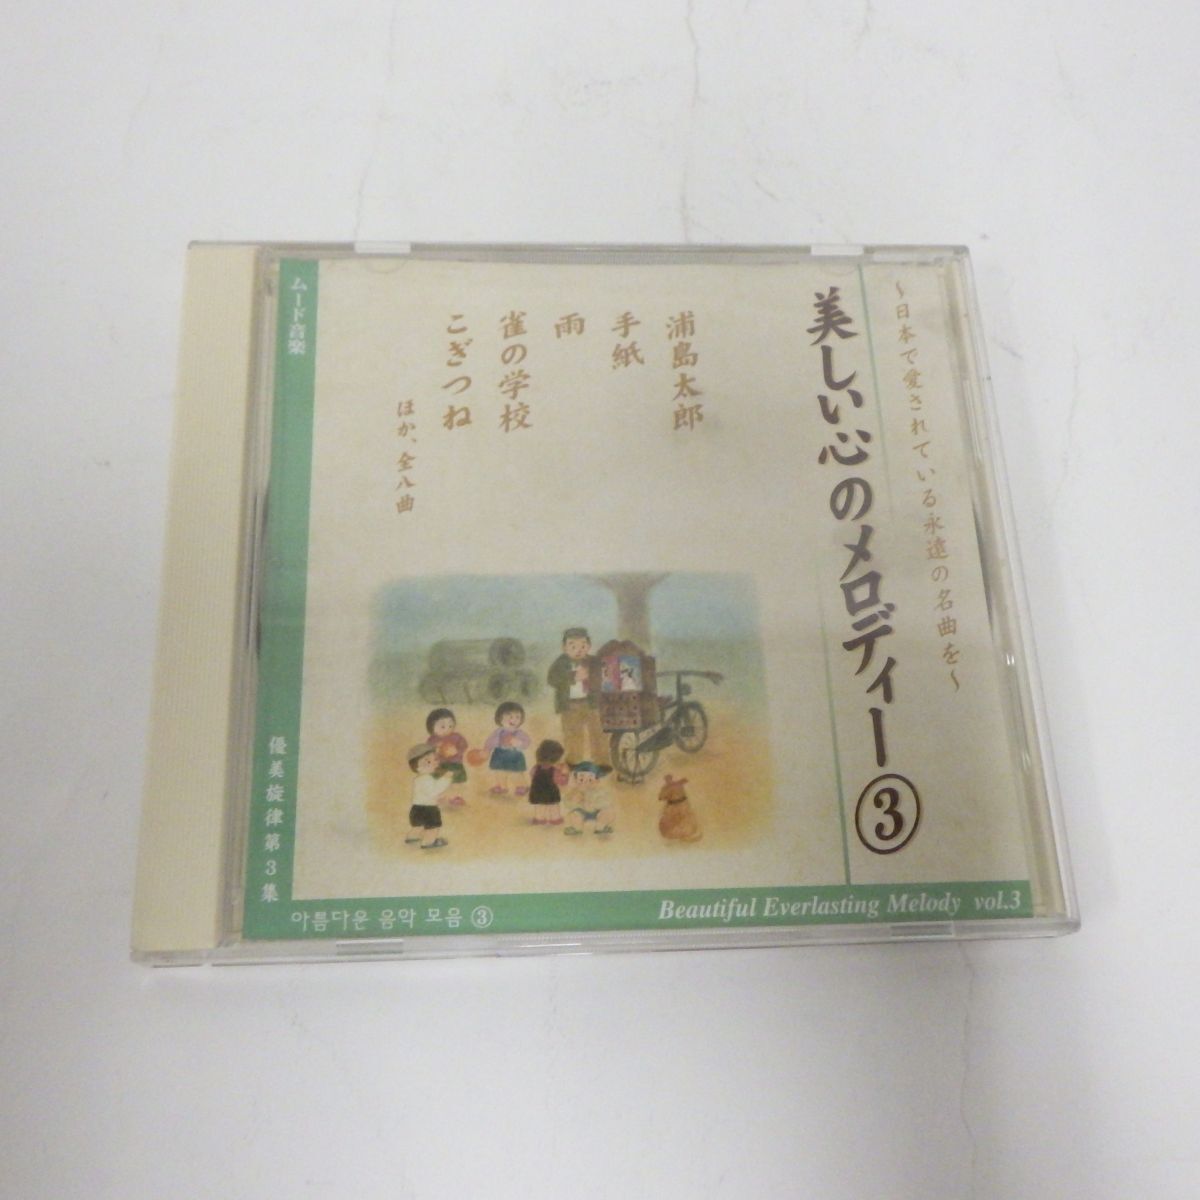 ～日本で愛されている永遠の名曲を～
美しい心のメロディー③
浦島太郎
手紙
雨
雀の学校
こぎつね
ほか、全八曲
ムード音楽
優美旋律第3集
아름다운 음악 모음 ③
Beautiful Everlasting Melody vol.3